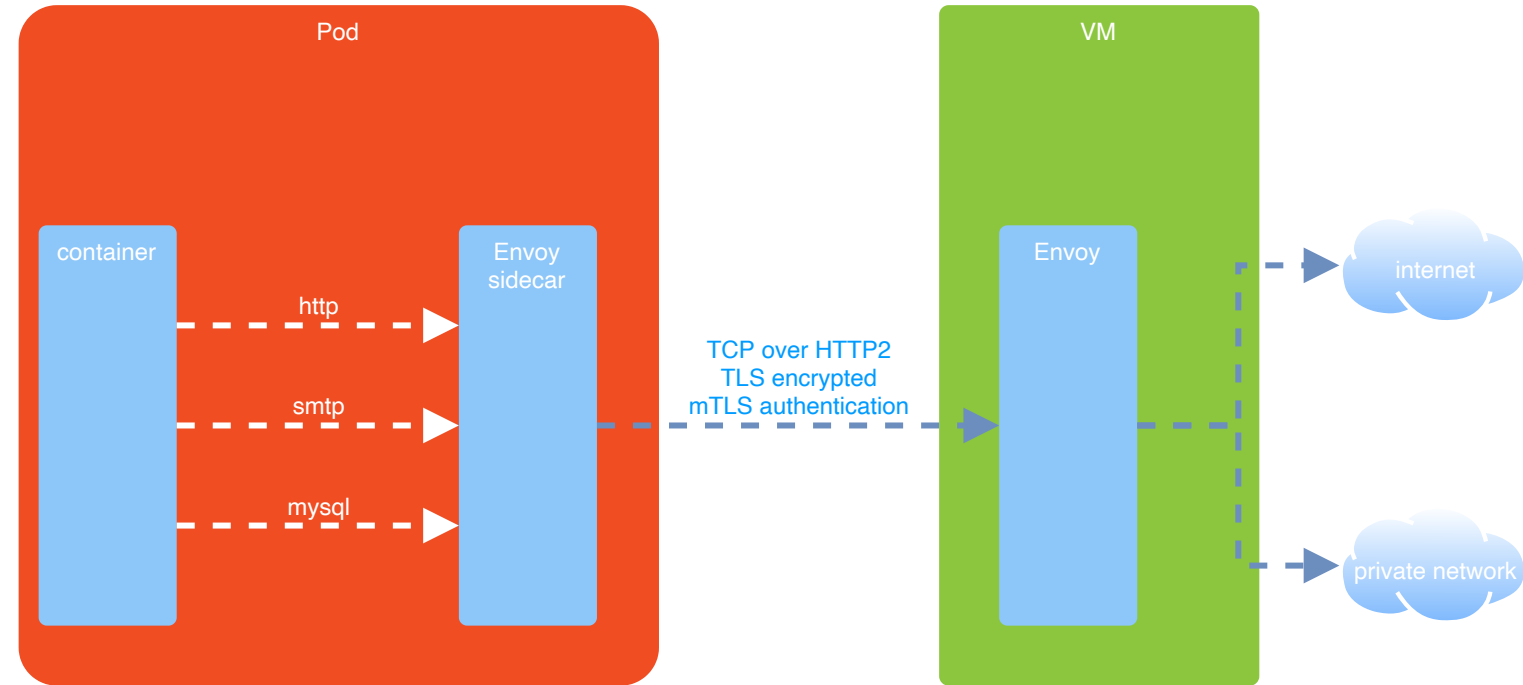 Pod
VM
container
Envoy
sidecar
Envoy
http
smtp
mysql
TCP over HTTP2
TLS encrypted
mTLS authentication
internet
private network